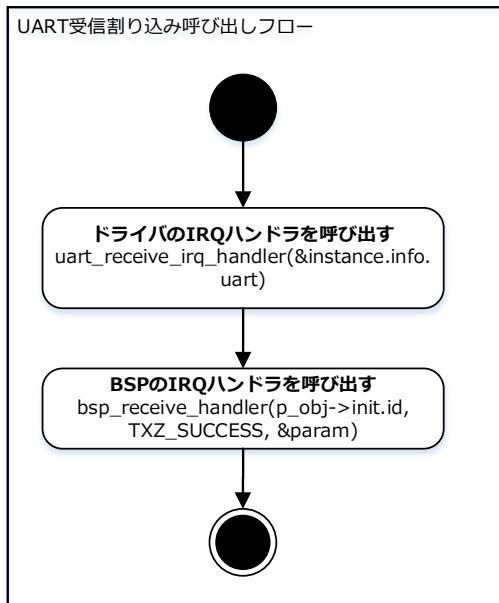 UART受信割り込み呼び出しフロー
ドライバのIRQハンドラを呼び出す
uart_receive_irq_handler(&instance.info.
uart)
BSPのIRQハンドラを呼び出す
bsp_receive_handler(p_obj->init.id,
TXZ_SUCCESS, &param)